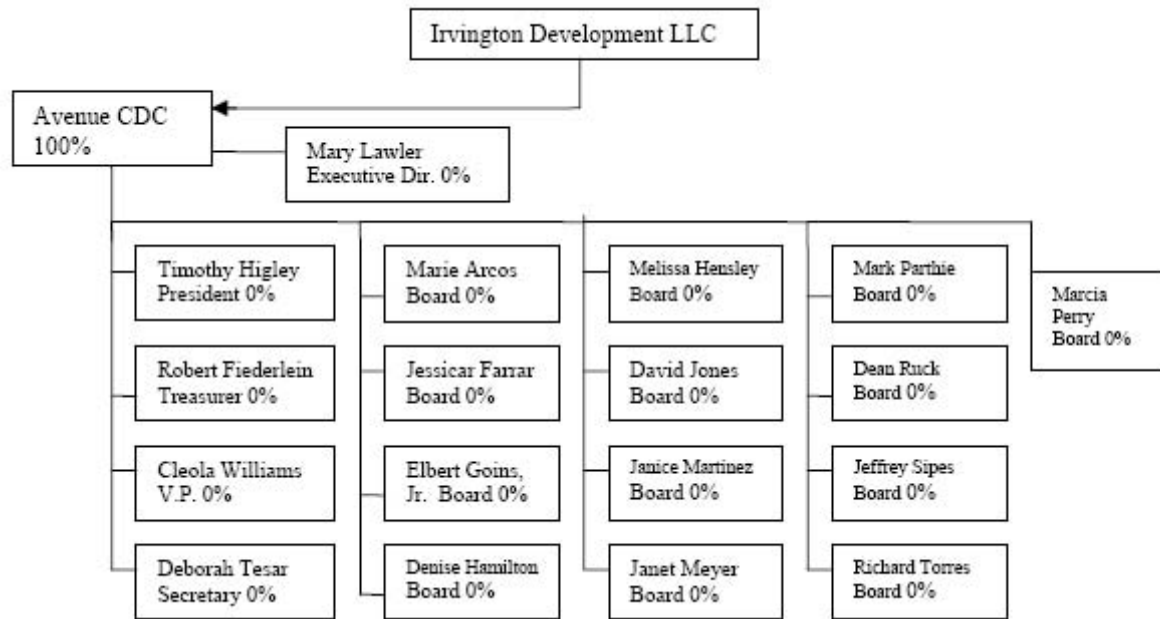 Irvington Development LLC
Avenue CDC
100%
Mary Lawler
Executive Dir. 0%
Timothy Higley
President 0%
Robert Fiederlein
Treasurer 0%
Cleola Williams
V.P. 0%
Deborah Tesar
Secretary 0%
Marie Arcos
Board 0%
Jessicar Farrar
Board 0%
Elbert Goins,
Jr. Board 0%
Denise Hamilton
Board 0%
Melissa Hensley
Board 0%
David Jones
Board 0%
Janice Martinez
Board 0%
Janet Meyer
Board 0%
Mark Parthie
Board 0%
Dean Ruck
Board 0%
Jeffrey Sipes
Board 0%
Richard Torres
Board 0%
Marcia
Perry
Board 0%